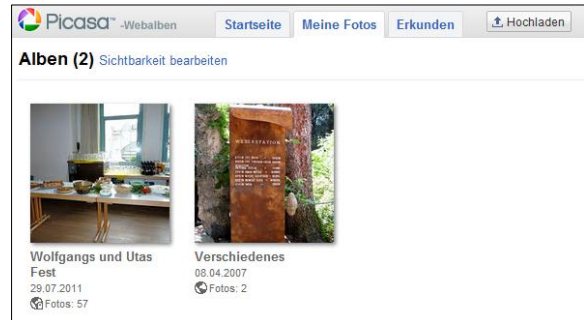 Picasa™ -Webalben
Startseite
Meine Fotos
Erkunden
Hochladen
Alben (2) Sichtbarkeit bearbeiten
Wolfgangs und Utas
Fest
29.07.2011
Fotos: 57
Verschiedenes
08.04.2007
Fotos: 2